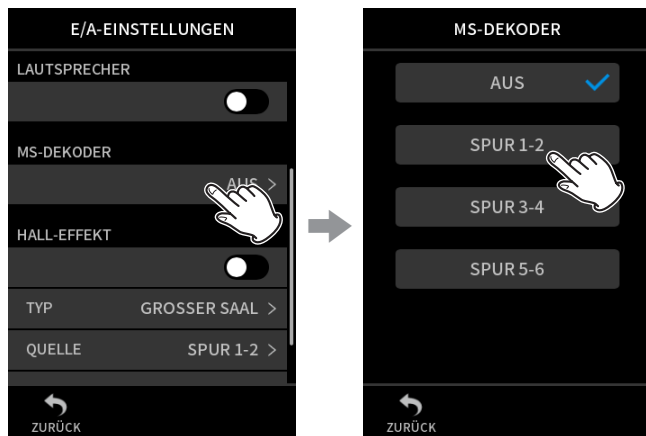 E/A-EINSTELLUNGEN
LAUTSPRECHER
MS-DEKODER
AUS >
HALL-EFFEKT
TYP GROSSER SAAL >
QUELLE SPUR 1-2 >
ZURÜCK
MS-DEKODER
AUS
SPUR 1-2
SPUR 3-4
SPUR 5-6
ZURÜCK